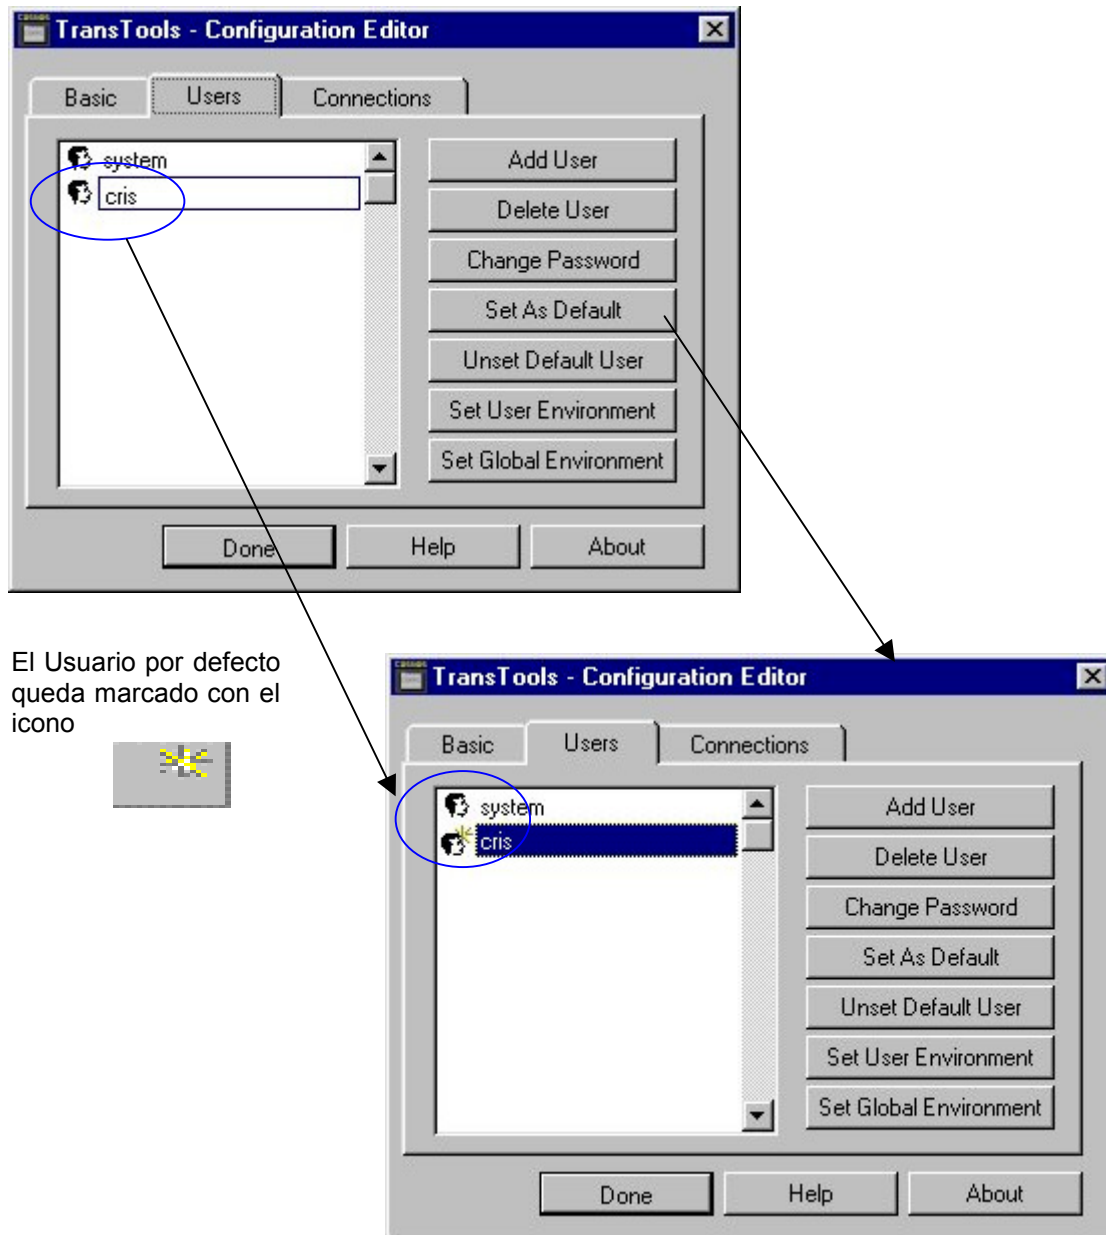 TransTools - Configuration Editor
Basic
Users
Connections
system
cris
Add User
Delete User
Change Password
Set As Default
Unset Default User
Set User Environment
Set Global Environment
Done
Help
About
El Usuario por defecto
queda marcado con el
icono
TransTools - Configuration Editor
Basic
Users
Connections
system
cris
Add User
Delete User
Change Password
Set As Default
Unset Default User
Set User Environment
Set Global Environment
Done
Help
About